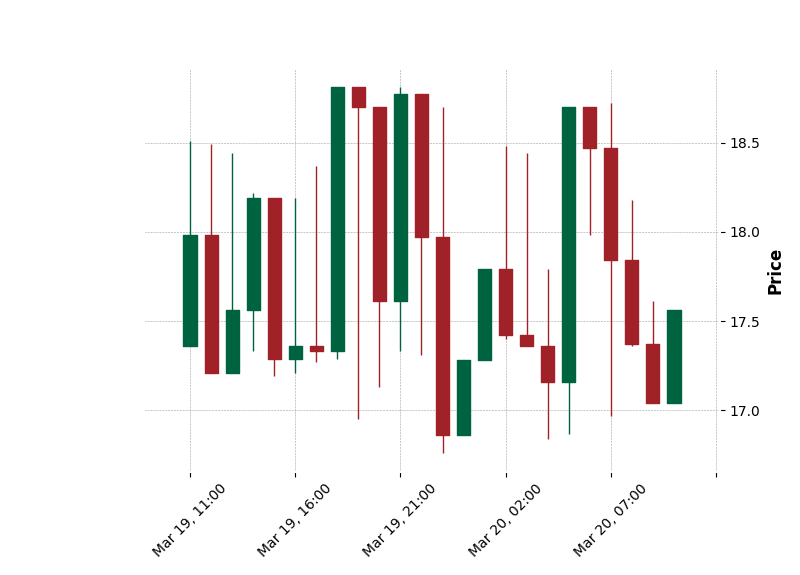 18.5
18.0
17.5
17.0
Price
Mar 19, 11:00
Mar 19, 16:00
Mar 19, 21:00
Mar 20, 02:00
Mar 20, 07:00